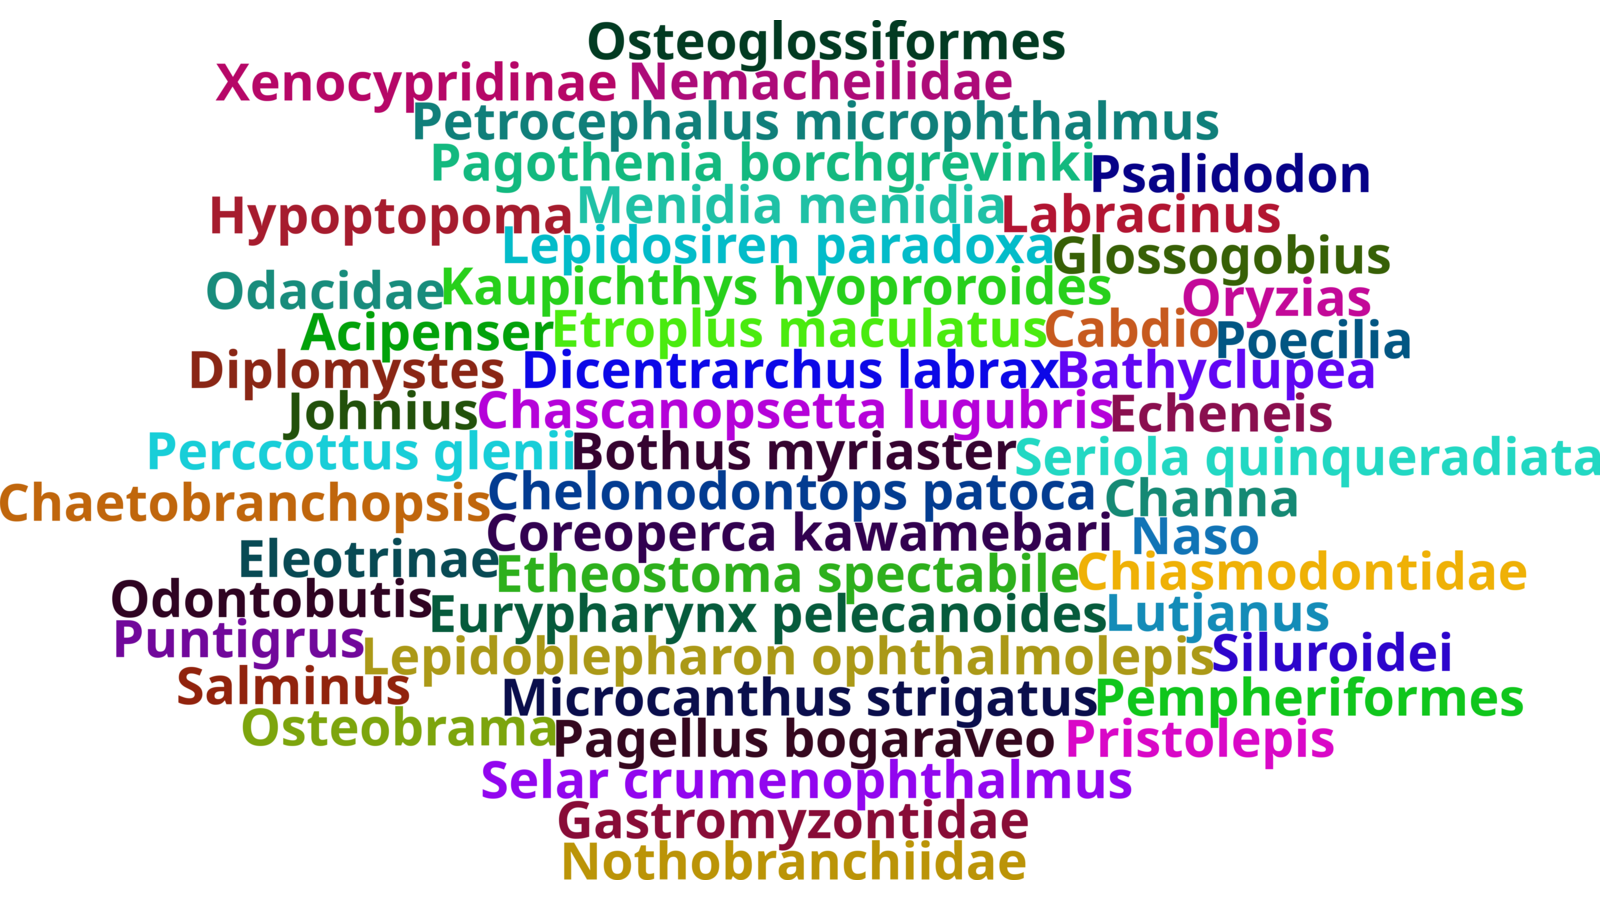 Osteoglossiformes
Xenocypridinae Nemacheilidae
Petrocephalus microphthalmus
Pagothenia borchgrevinki Psalidodon
Hypoptopoma Menidia menidia Labracinus
Lepidosiren paradoxa Glossogobius
Odacidae Kaupichthys hyoproroides Oryzias
Acipenser Etroplus maculatus Cabdio Poecilia
Diplomystes Dicentrarchus labrax Bathyclupea
Johnius Chascanopsetta lugubris Echeneis
Perccottus glenii Bothus myriaster Seriola quinqueradiata
Chaetobranchopsis Chelonodontops patoca Channa
Coreoperca kawamebari Naso
Eleotrinae Etheostoma spectabile Chiasmodontidae
Odontobutis Eurypharynx pelecanoides Lutjanus
Puntigrus Lepidoblepharon ophthalmolepis Siluroidei
Salminus Microcanthus strigatus Pempheriformes
Osteobrama Pagellus bogaraveo Pristolepis
Selar crumenophthalmus
Gastromyzontidae
Nothobranchiidae